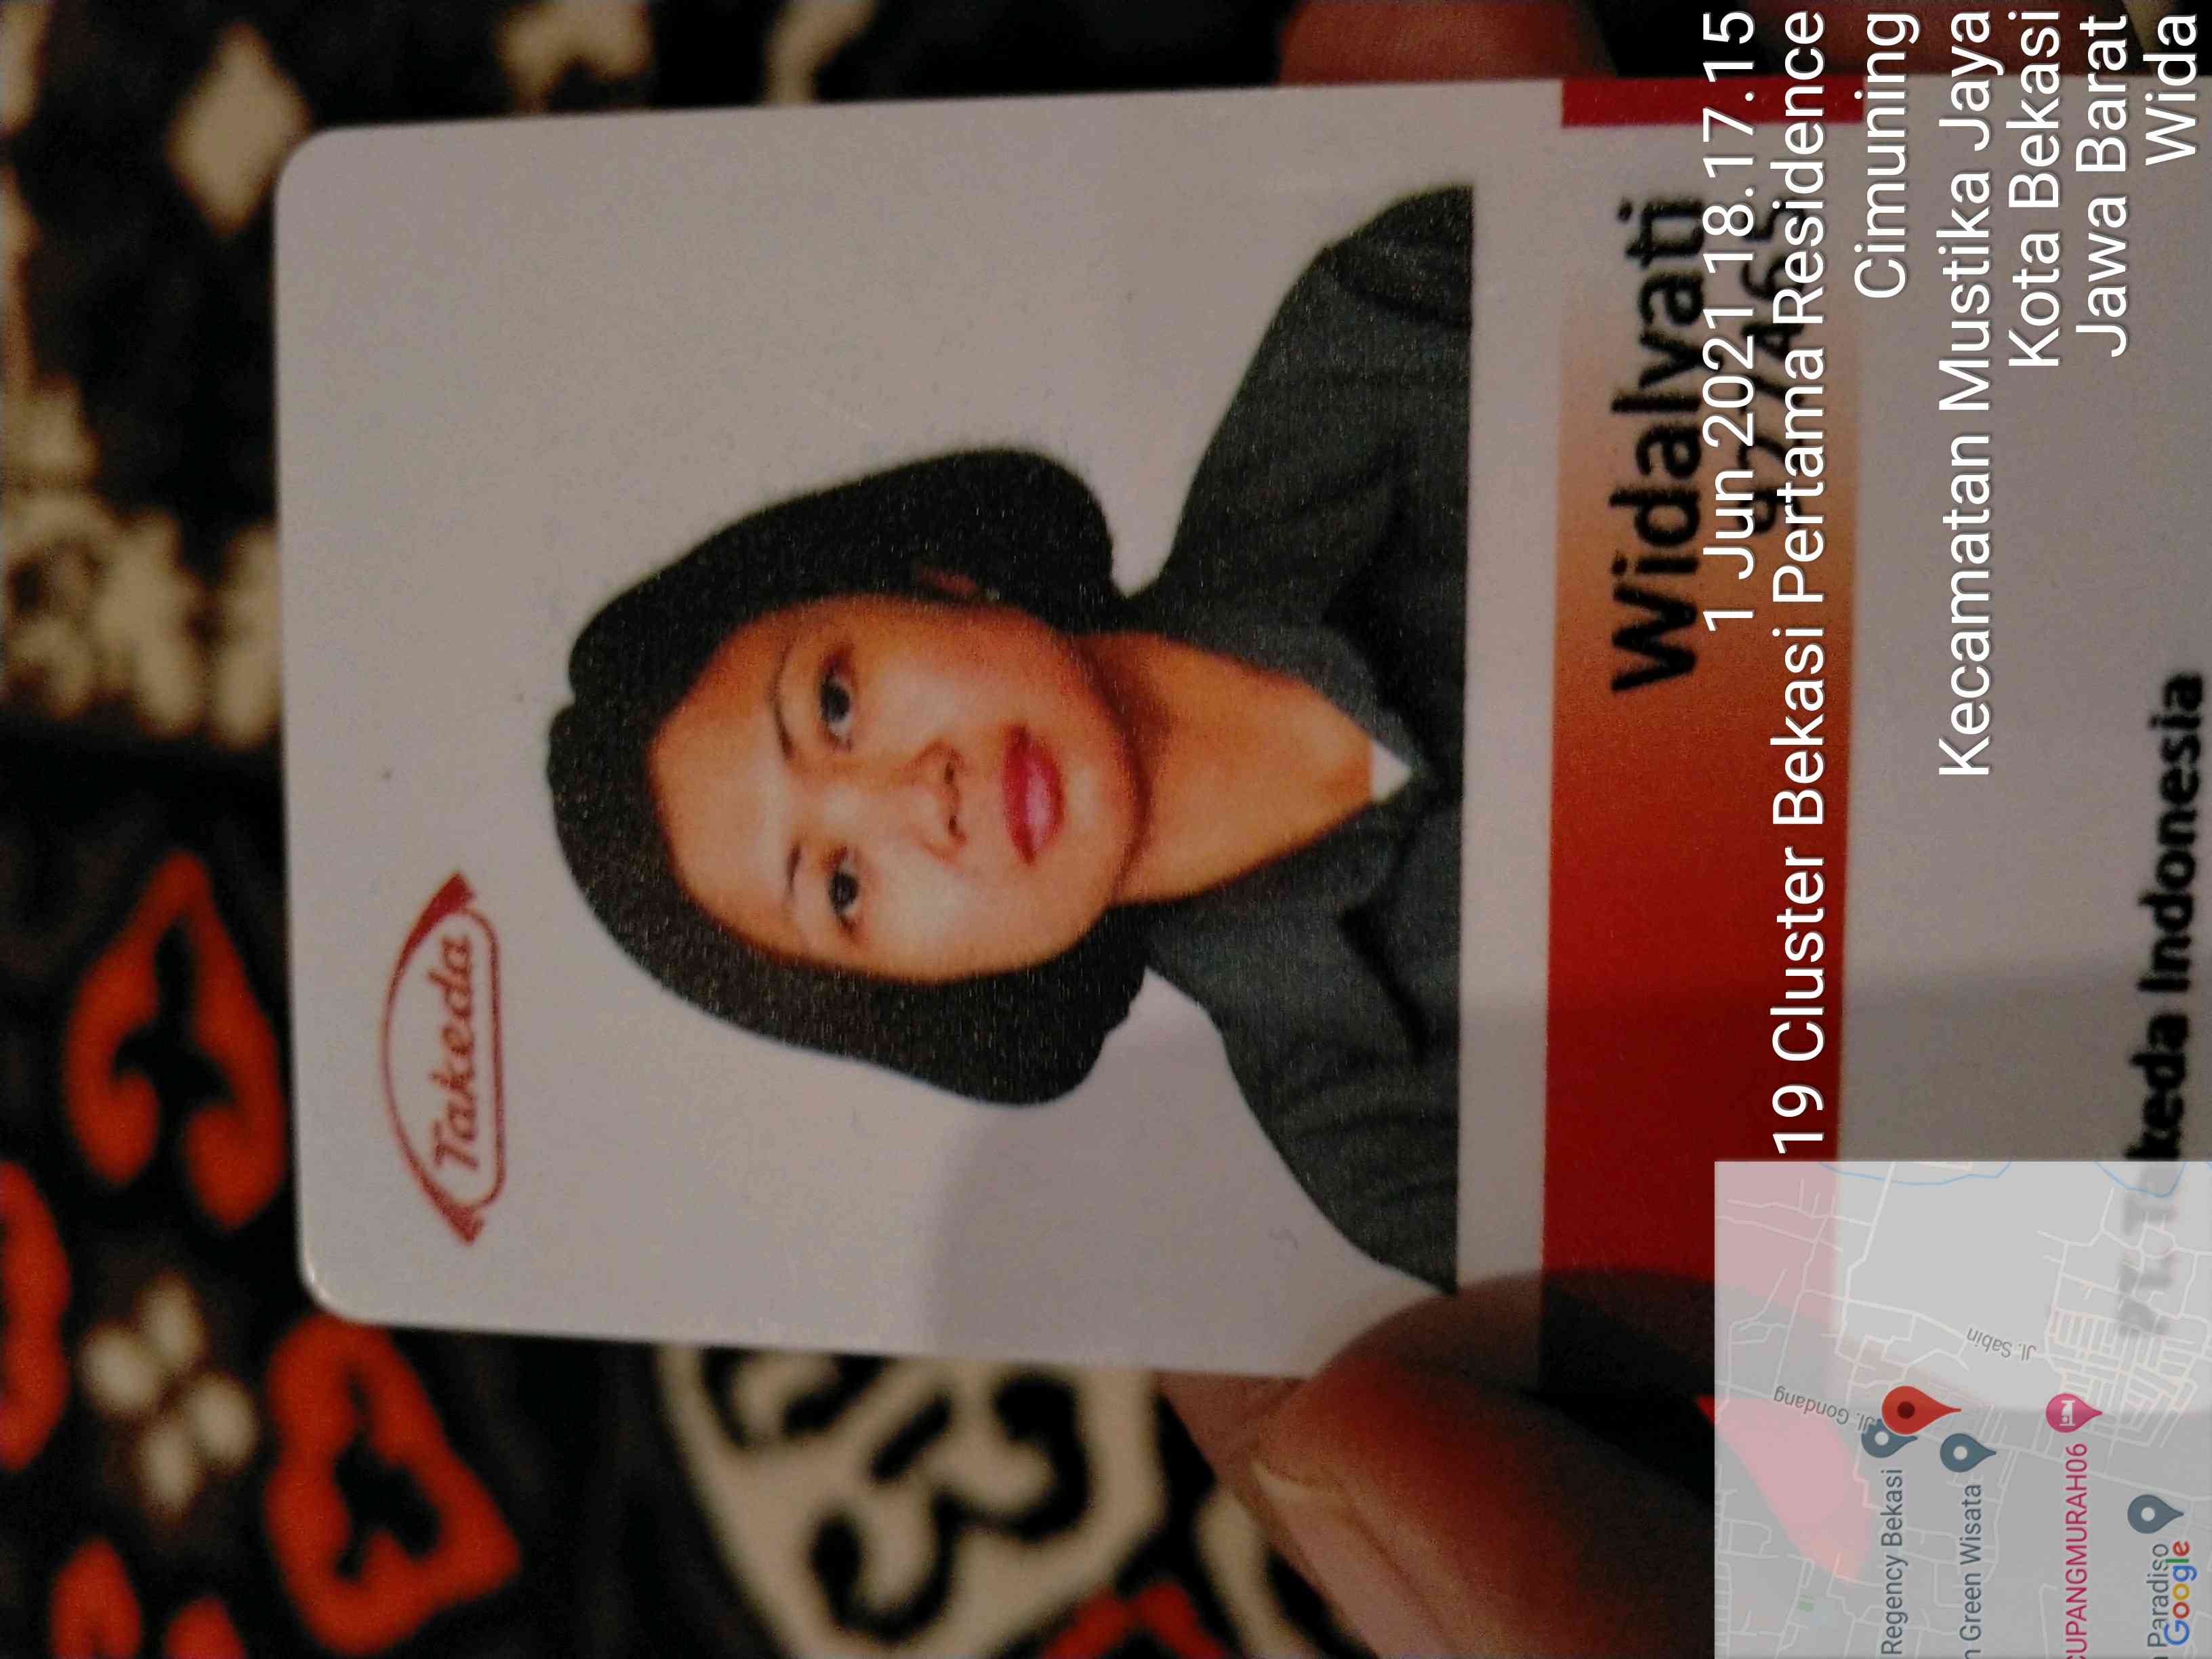 Takeda
Widalyati
PT. Takeda Indonesia
1 Jun 2021 18.17.15
19 Cluster Bekasi Pertama Residence
Cimuning
Kecamatan Mustika Jaya
Kota Bekasi
Jawa Barat
Wida
Jl. Gondang
Jl. Sabin
Regency Bekasi
Green Wisata
CUPANGMURAH06
Paradiso
Google